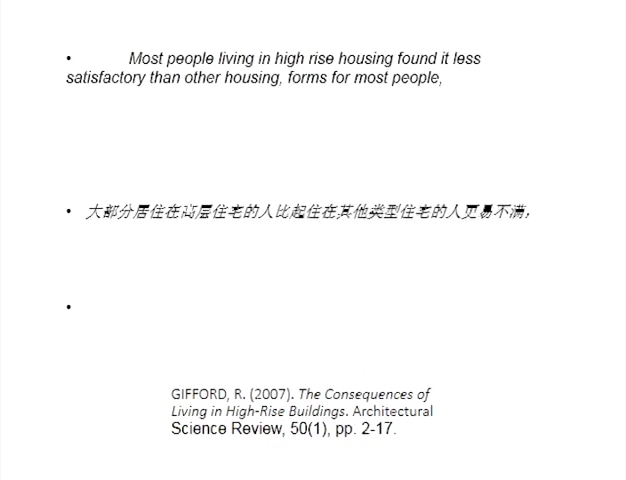 • Most people living in high rise housing found it less
satisfactory than other housing, forms for most people,
• 大部分居住在高层住宅的人比起住在其他类型住宅的人更易不满，
•
GIFFORD, R. (2007). The Consequences of
Living in High-Rise Buildings. Architectural
Science Review, 50(1), pp. 2-17.